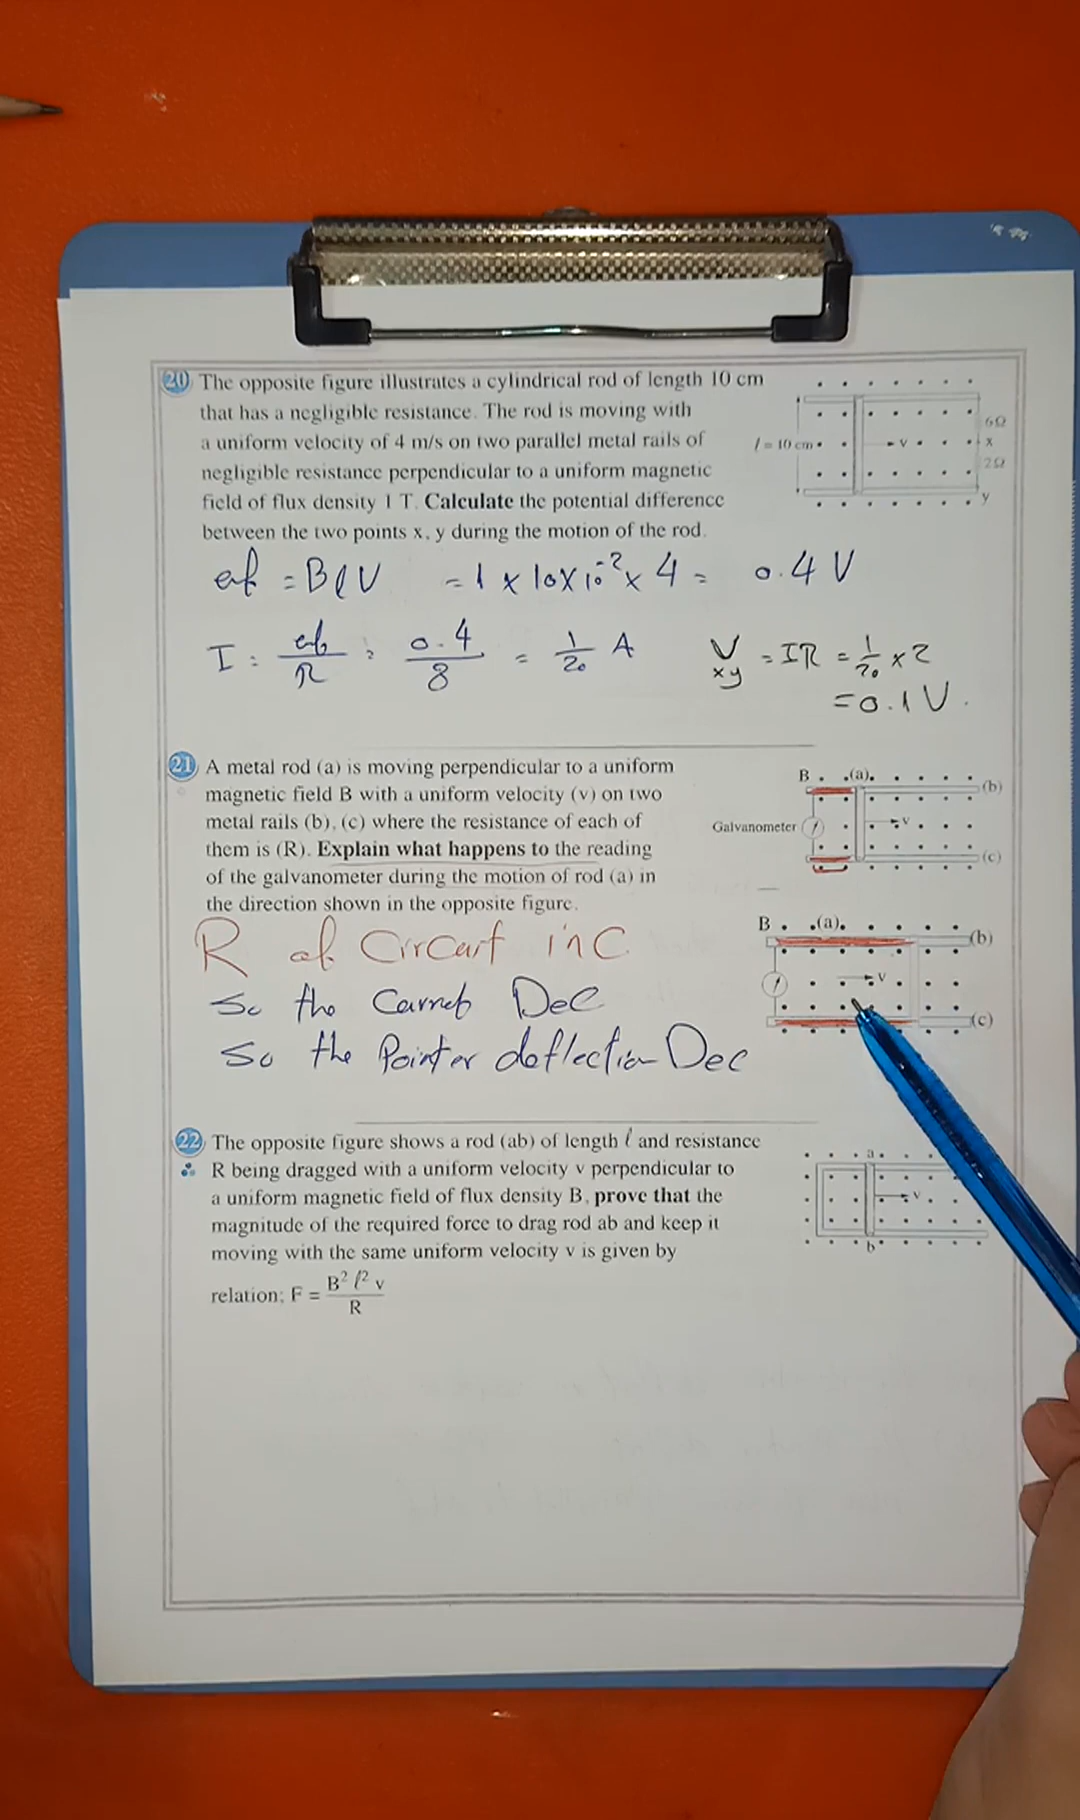 20 The opposite figure illustrates a cylindrical rod of length 10 cm
that has a negligible resistance. The rod is moving with
a uniform velocity of 4 m/s on two parallel metal rails of
negligible resistance perpendicular to a uniform magnetic
field of flux density 1 T. Calculate the potential difference
between the two points x, y during the motion of the rod.
l = 10 cm
v
6Ω
x
2Ω
y
emf = BlV = 1 x 10x10⁻² x 4 = 0.4 V
I = emf/R = 0.4/8 = 1/20 A
Vxy = IR = 1/20 x 2
= 0.1 V.
21 A metal rod (a) is moving perpendicular to a uniform
magnetic field B with a uniform velocity (v) on two
metal rails (b), (c) where the resistance of each of
them is (R). Explain what happens to the reading
of the galvanometer during the motion of rod (a) in
the direction shown in the opposite figure.
B (a) (b)
Galvanometer v
(c)
R of Circuit inC
So the Current Dec
So the Pointer deflection Dec
B (a) (b)
v
(c)
22 The opposite figure shows a rod (ab) of length ℓ and resistance
R being dragged with a uniform velocity v perpendicular to
a uniform magnetic field of flux density B, prove that the
magnitude of the required force to drag rod ab and keep it
moving with the same uniform velocity v is given by
relation; F = B² ℓ² v / R
a
v
b